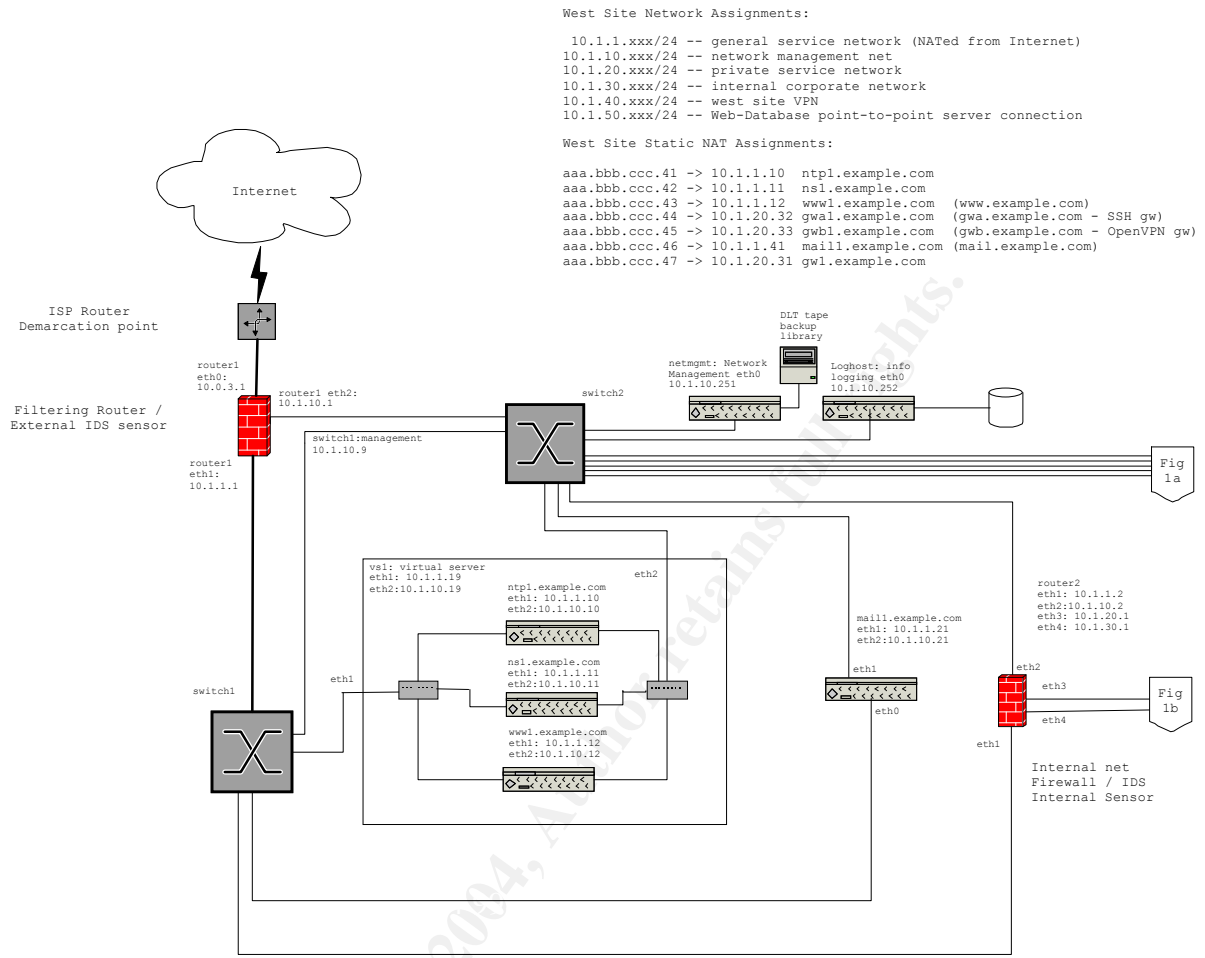 West Site Network Assignments:
10.1.1.xxx/24 -- general service network (NATed from Internet)
10.1.10.xxx/24 -- network management net
10.1.20.xxx/24 -- private service network
10.1.30.xxx/24 -- internal corporate network
10.1.40.xxx/24 -- west site VPN
10.1.50.xxx/24 -- Web-Database point-to-point server connection
West Site Static NAT Assignments:
aaa.bbb.ccc.41 -> 10.1.1.10 ntp1.example.com
aaa.bbb.ccc.42 -> 10.1.1.11 ns1.example.com
aaa.bbb.ccc.43 -> 10.1.1.12 www1.example.com (www.example.com)
aaa.bbb.ccc.44 -> 10.1.20.32 gwa1.example.com (gwa.example.com - SSH gw)
aaa.bbb.ccc.45 -> 10.1.20.33 gwb1.example.com (gwb.example.com - OpenVPN gw)
aaa.bbb.ccc.46 -> 10.1.1.41 mail1.example.com (mail.example.com)
aaa.bbb.ccc.47 -> 10.1.20.31 gw1.example.com
Internet
ISP Router
Demarcation point
router1
eth0:
10.0.3.1
router1 eth2:
10.1.10.1
Filtering Router /
External IDS sensor
switch1:management
10.1.10.9
router1
eth1:
10.1.1.1
switch2
netmgmt: Network
Management eth0
10.1.10.251
DLT tape
backup
library
Loghost: info
logging eth0
10.1.10.252
Fig
1a
vs1: virtual server
eth1: 10.1.1.19
eth2:10.1.10.19
eth2
ntp1.example.com
eth1: 10.1.1.10
eth2:10.1.10.10
ns1.example.com
eth1: 10.1.1.11
eth2:10.1.10.11
www1.example.com
eth1: 10.1.1.12
eth2:10.1.10.12
eth1
switch1
mail1.example.com
eth1: 10.1.1.21
eth2:10.1.10.21
eth1
eth0
router2
eth1: 10.1.1.2
eth2:10.1.10.2
eth3: 10.1.20.1
eth4: 10.1.30.1
eth2
eth3
eth4
eth1
Fig
1b
Internal net
Firewall / IDS
Internal Sensor
2004, Author retains full rights.